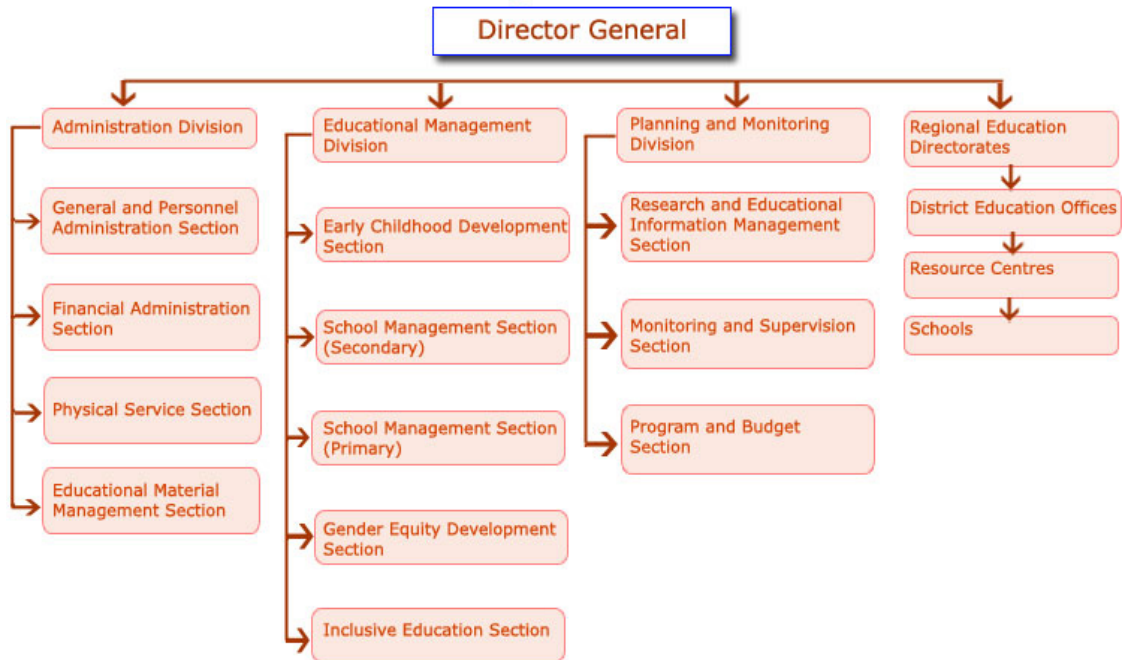 Director General
Administration Division
General and Personnel
Administration Section
Financial Administration
Section
Physical Service Section
Educational Material
Management Section
Educational Management
Division
Early Childhood Development
Section
School Management Section
(Secondary)
School Management Section
(Primary)
Gender Equity Development
Section
Inclusive Education Section
Planning and Monitoring
Division
Research and Educational
Information Management
Section
Monitoring and Supervision
Section
Program and Budget
Section
Regional Education
Directorates
District Education Offices
Resource Centres
Schools